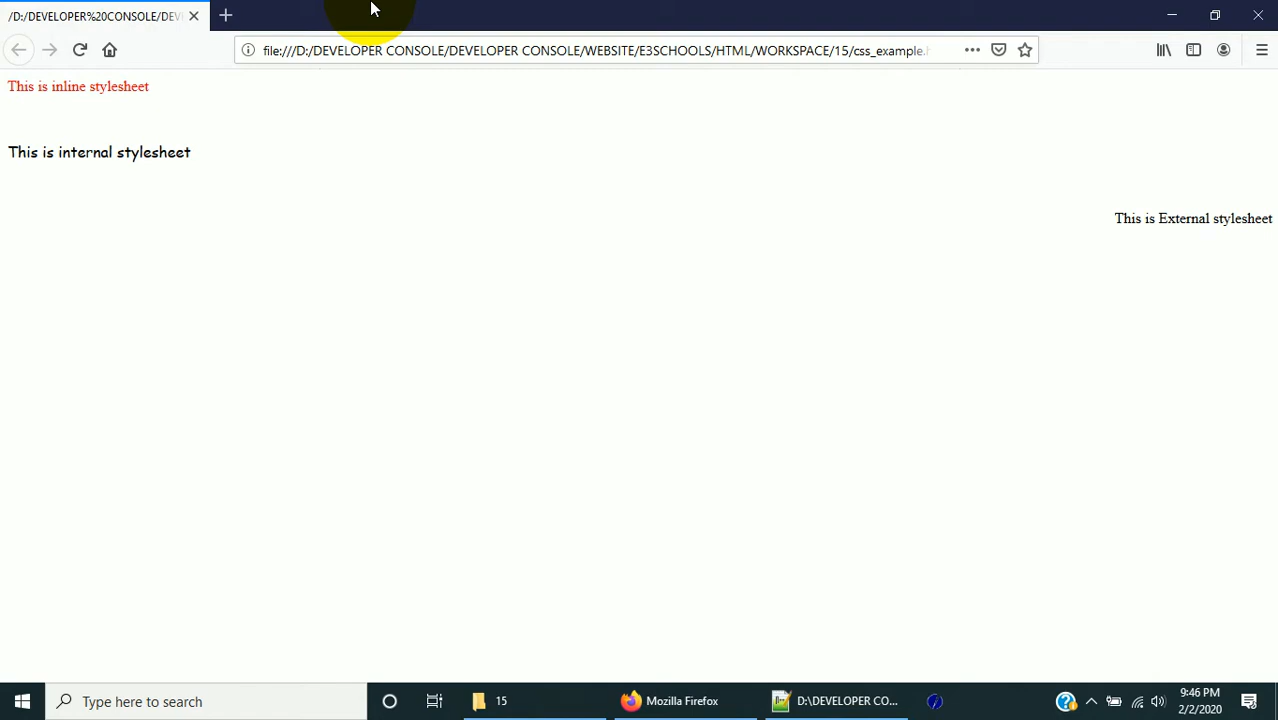 /D:/DEVELOPER%20CONSOLE/DEV
file:///D:/DEVELOPER CONSOLE/DEVELOPER CONSOLE/WEBSITE/E3SCHOOLS/HTML/WORKSPACE/15/css_example.
This is inline stylesheet
This is internal stylesheet
This is External stylesheet
Type here to search
15
Mozilla Firefox
D:\DEVELOPER CO...
9:46 PM
2/2/2020